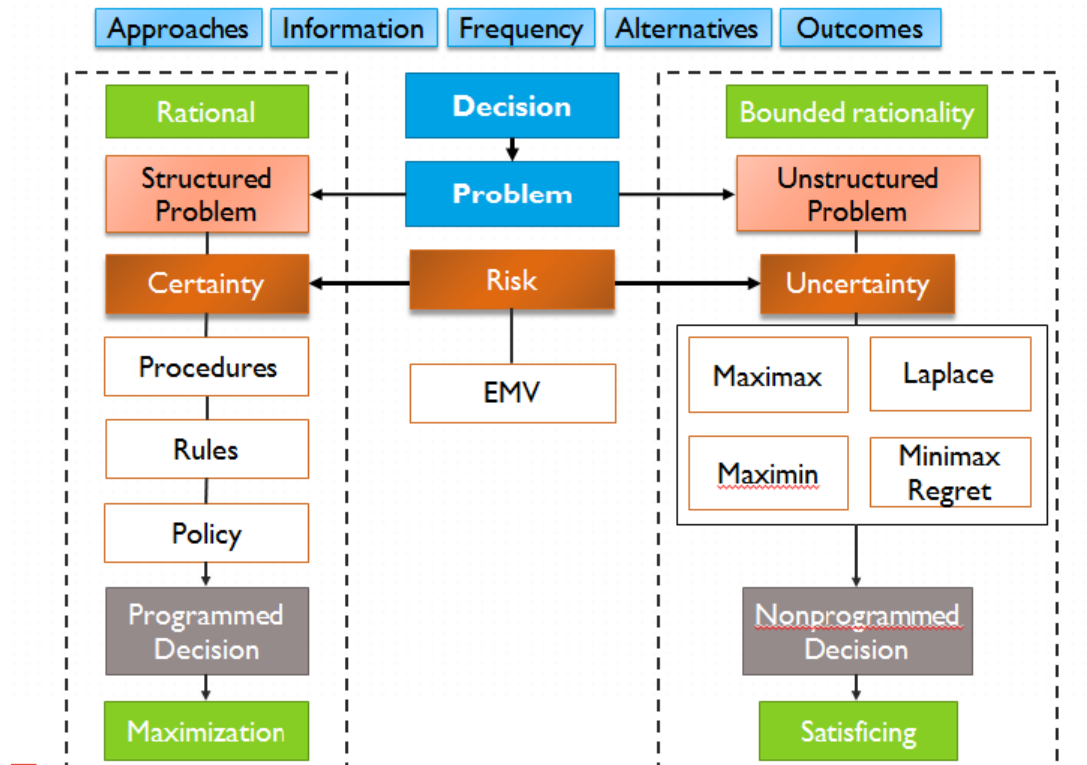 Approaches
Information
Frequency
Alternatives
Outcomes
Rational
Decision
Bounded rationality
Structured
Problem
Problem
Unstructured
Problem
Certainty
Risk
Uncertainty
Procedures
EMV
Maximax
Laplace
Rules
Maximin
Minimax
Regret
Policy
Programmed
Decision
Nonprogrammed
Decision
Maximization
Satisficing